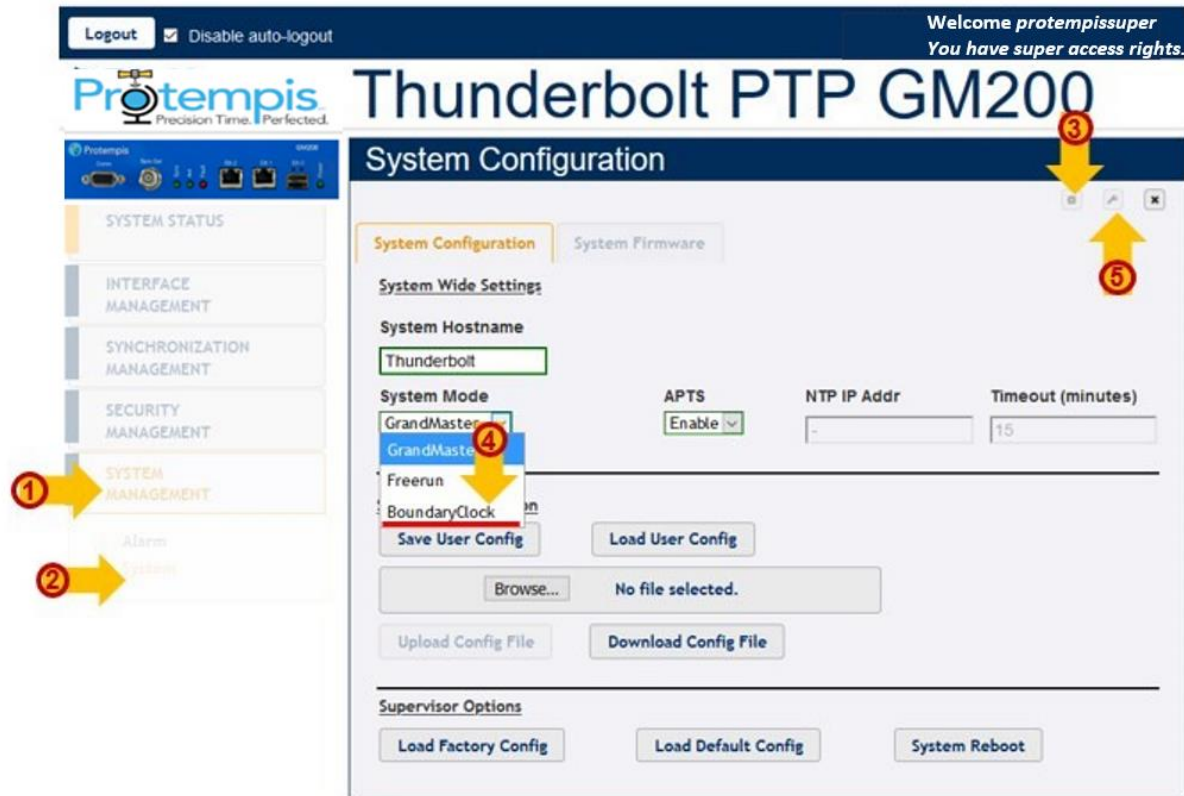 Logout
Disable auto-logout
Welcome protempissuper
You have super access rights.
Protempis
Precision Time. Perfected.
Thunderbolt PTP GM200
3
Protempis
GM200
System Configuration
SYSTEM STATUS
System Configuration
System Firmware
5
INTERFACE
MANAGEMENT
System Wide Settings
System Hostname
Thunderbolt
SYNCHRONIZATION
MANAGEMENT
System Mode
APTS
NTP IP Addr
Timeout (minutes)
GrandMaster
Enable
-
15
SECURITY
MANAGEMENT
4
GrandMaste
Freerun
BoundaryClock
on
1
SYSTEM
MANAGEMENT
Alarm
2
System
Save User Config
Load User Config
Browse...
No file selected.
Upload Config File
Download Config File
Supervisor Options
Load Factory Config
Load Default Config
System Reboot